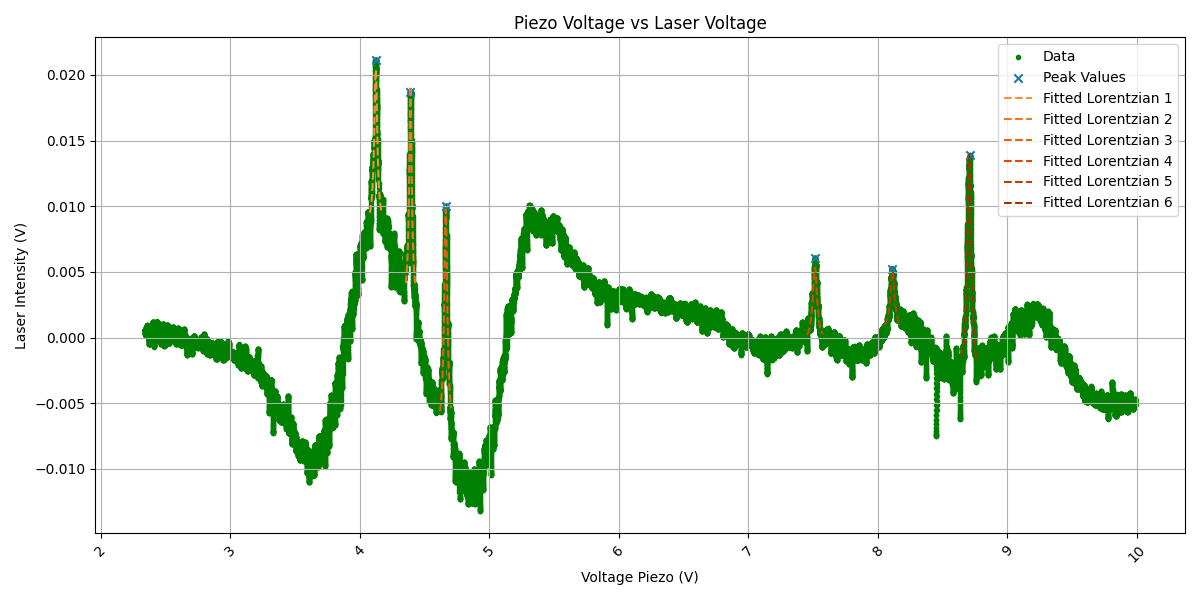 Piezo Voltage vs Laser Voltage
Laser Intensity (V)
0.020
0.015
0.010
0.005
0.000
−0.005
−0.010
2
3
4
5
6
7
8
9
10
Voltage Piezo (V)
Data
Peak Values
Fitted Lorentzian 1
Fitted Lorentzian 2
Fitted Lorentzian 3
Fitted Lorentzian 4
Fitted Lorentzian 5
Fitted Lorentzian 6